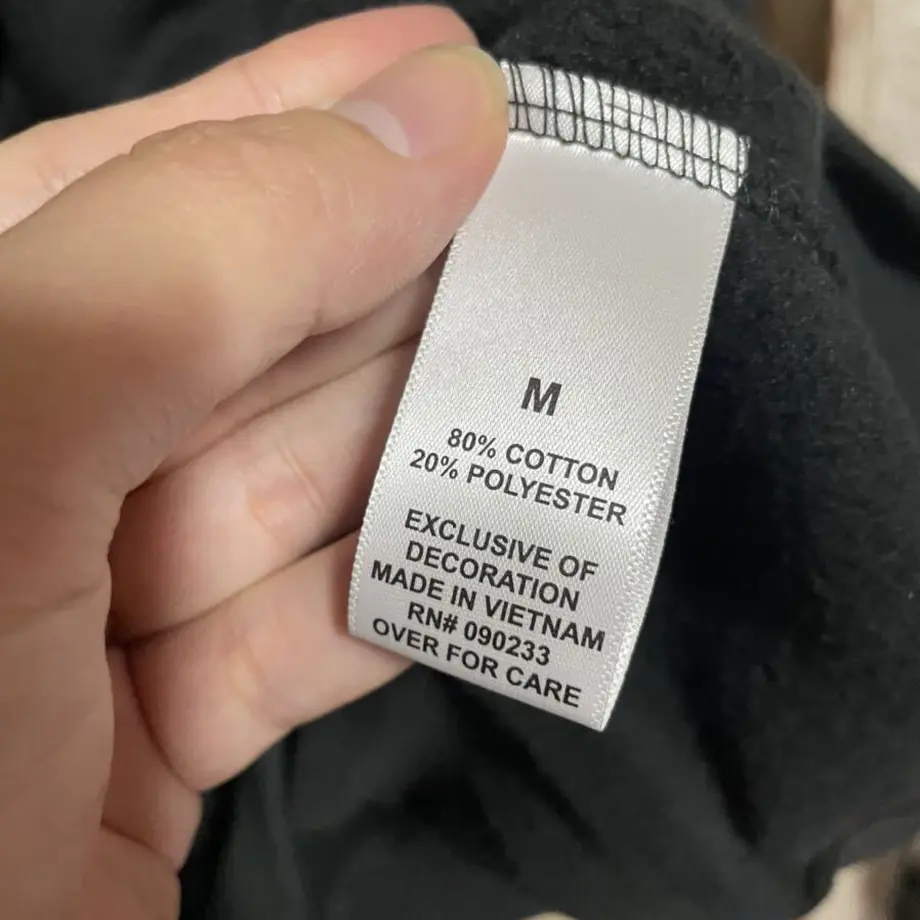 M
80% COTTON
20% POLYESTER
EXCLUSIVE OF
DECORATION
MADE IN VIETNAM
RN# 090233
OVER FOR CARE